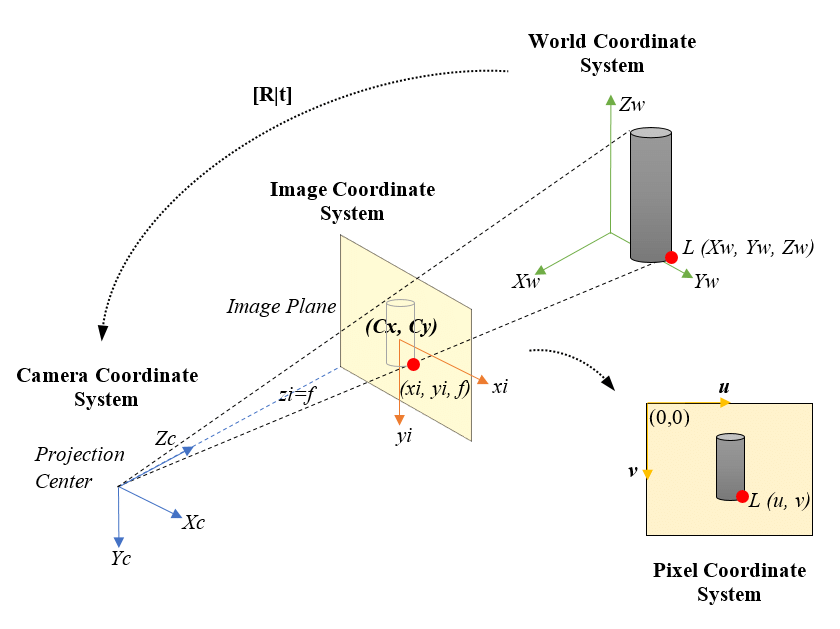 World Coordinate
System
[R|t]
Zw
Image Coordinate
System
L (Xw, Yw, Zw)
Xw
Yw
Image Plane
(Cx, Cy)
Camera Coordinate
System
zi=f
(xi, yi, f)
xi
yi
u
(0,0)
Zc
Projection
Center
v
L (u, v)
Xc
Yc
Pixel Coordinate
System